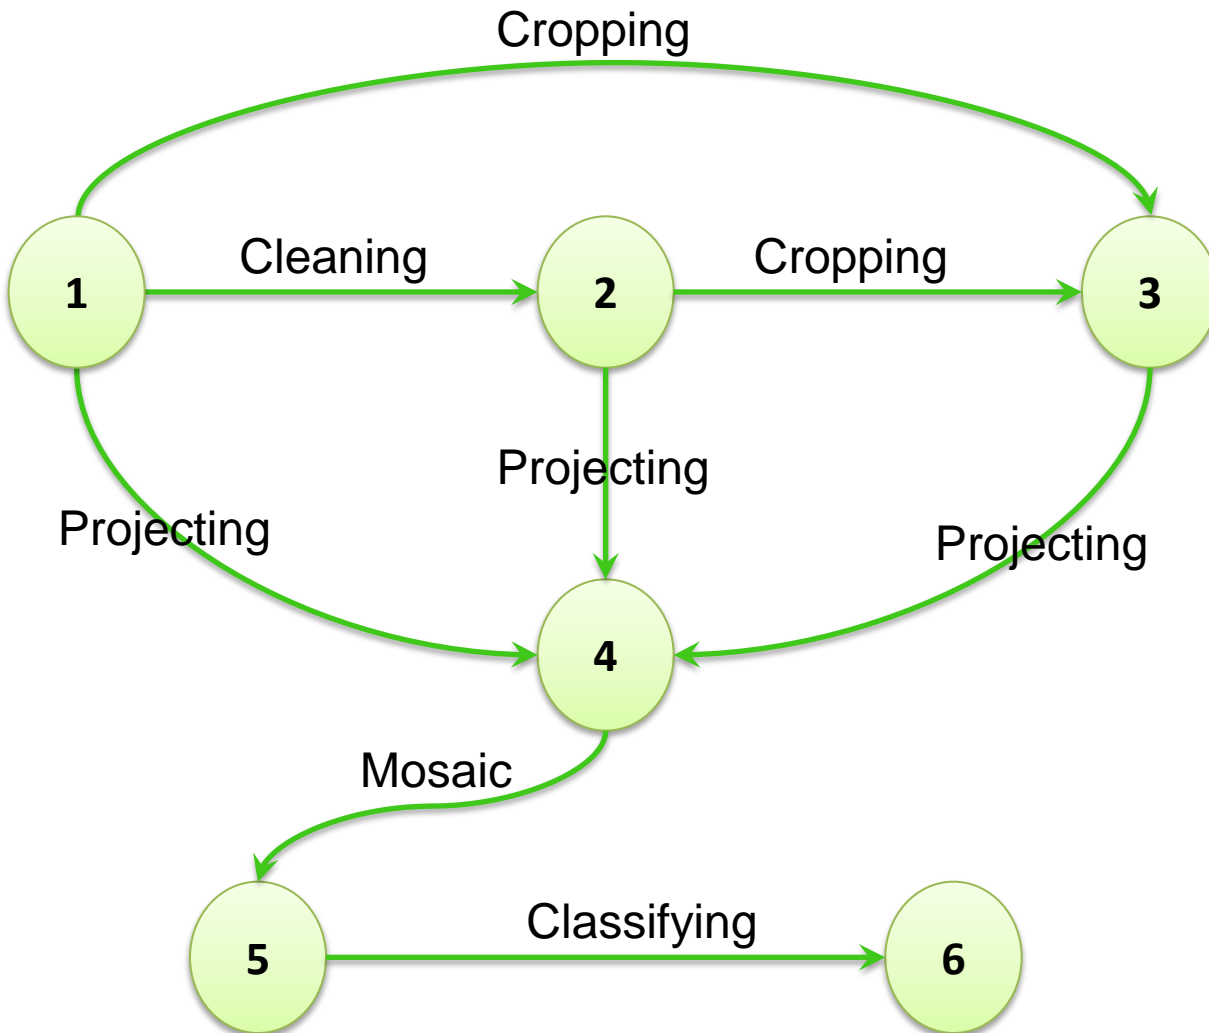 Cropping
Cleaning
Cropping
1
2
3
Projecting
Projecting
Projecting
4
Mosaic
Classifying
5
6